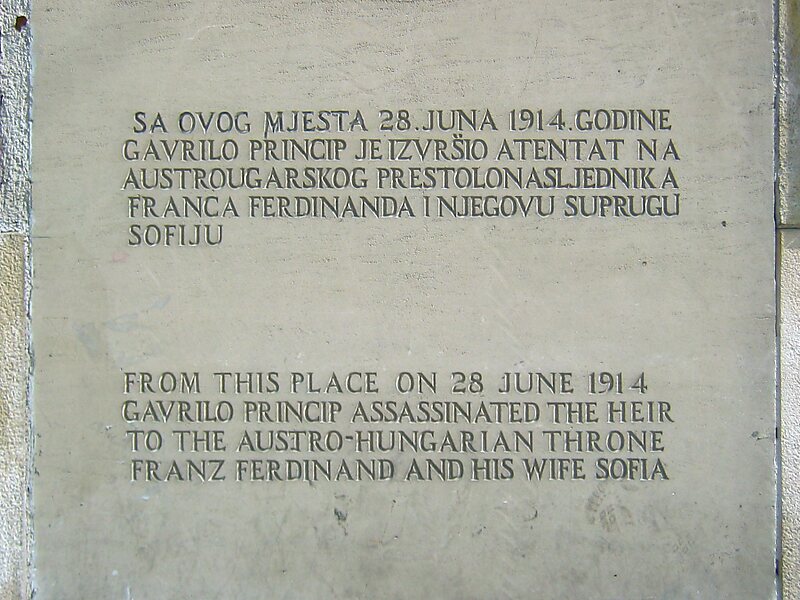 SA OVOG MJESTA 28.JUNA 1914.GODINE
GAVRILO PRINCIP JE IZVRŠIO ATENTAT NA
AUSTROUGARSKOG PRESTOLONASLJEDNIKA
FRANCA FERDINANDA I NJEGOVU SUPRUGU
SOFIJU
FROM THIS PLACE ON 28 JUNE 1914
GAVRILO PRINCIP ASSASSINATED THE HEIR
TO THE AUSTRO-HUNGARIAN THRONE
FRANZ FERDINAND AND HIS WIFE SOFIA